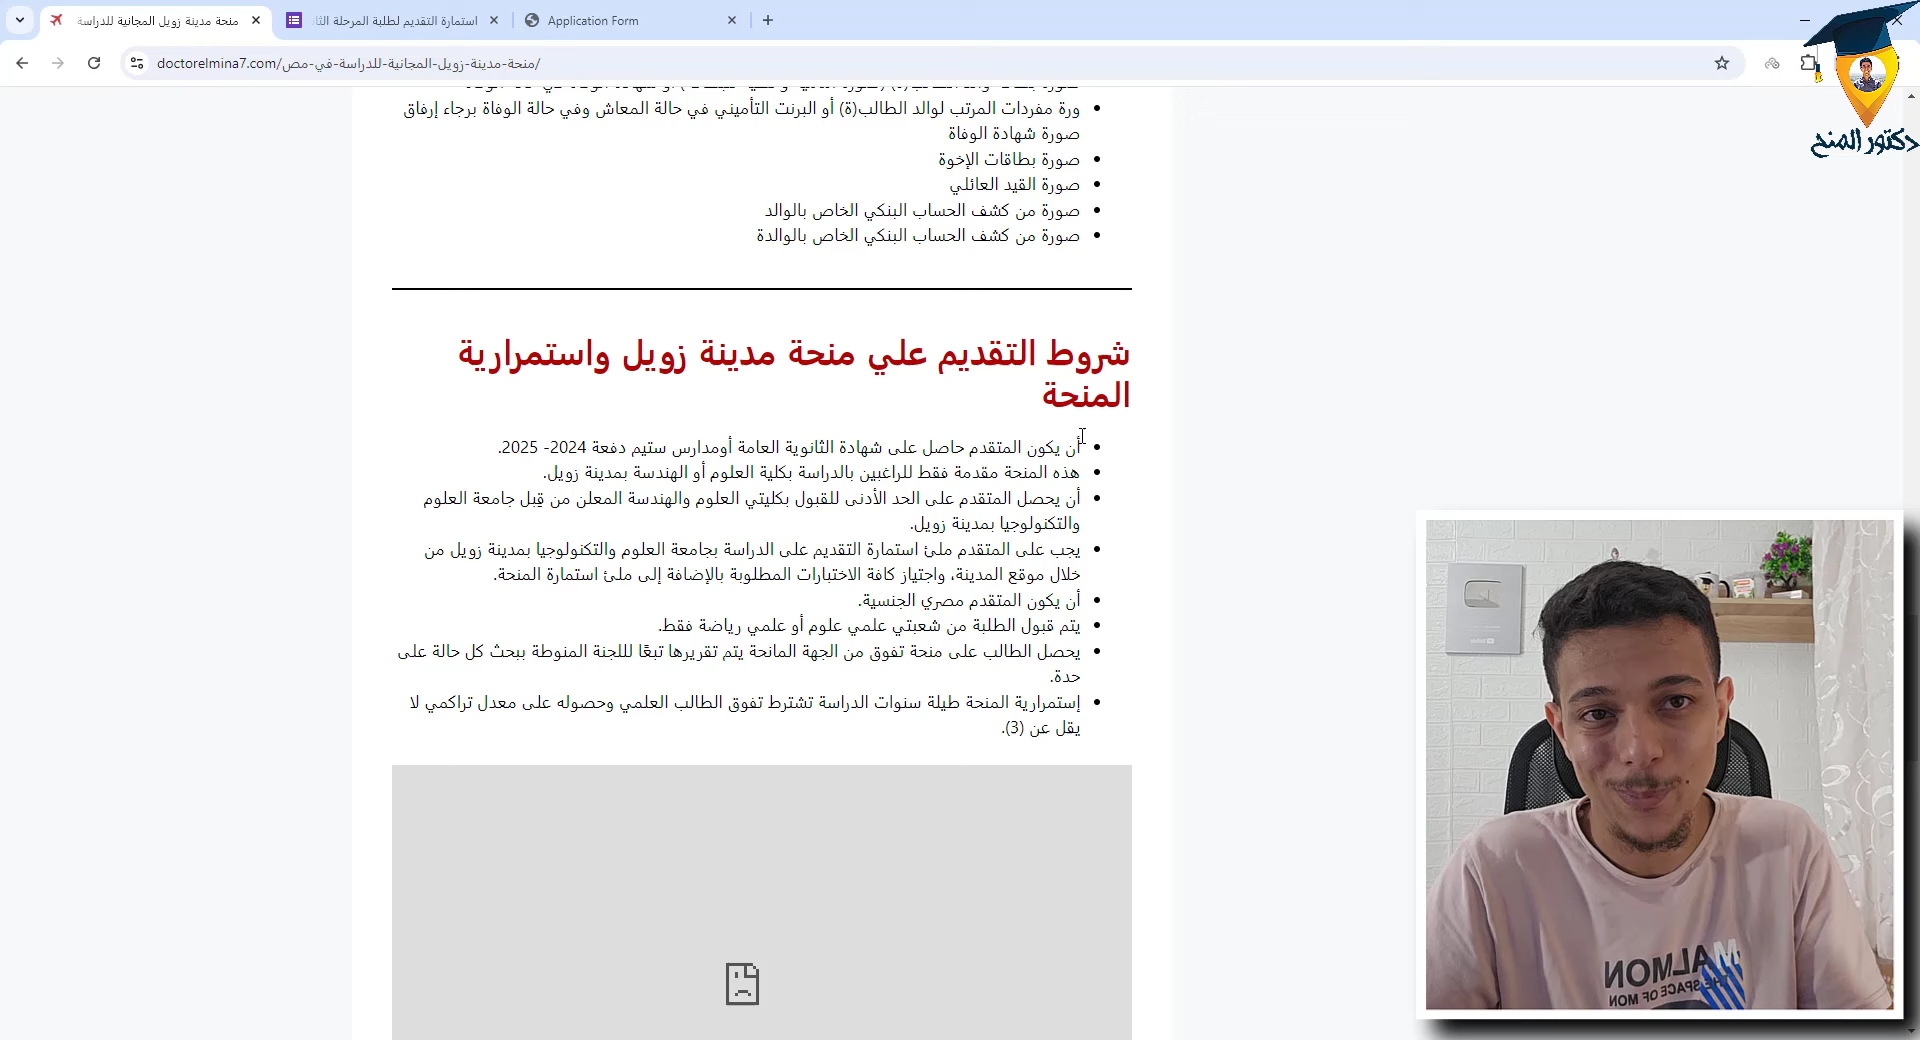 منحة مدينة زويل المجانية للدراسة
استمارة التقديم لطلبة المرحلة الثا
Application Form
doctorelmina7.com/منحة-مدينة-زويل-المجانية-للدراسة-في-مص/
دكتور المنح
ورة مفردات المرتب لوالد الطالب(ة) أو البرنت التأميني في حالة المعاش وفي حالة الوفاة برجاء إرفاق
صورة شهادة الوفاة
صورة بطاقات الإخوة
صورة القيد العائلي
صورة من كشف الحساب البنكي الخاص بالوالد
صورة من كشف الحساب البنكي الخاص بالوالدة
شروط التقديم علي منحة مدينة زويل واستمرارية
المنحة
أن يكون المتقدم حاصل على شهادة الثانوية العامة أومدارس ستيم دفعة 2024- 2025.
هذه المنحة مقدمة فقط للراغبين بالدراسة بكلية العلوم أو الهندسة بمدينة زويل.
أن يحصل المتقدم على الحد الأدنى للقبول بكليتي العلوم والهندسة المعلن من قِبل جامعة العلوم
والتكنولوجيا بمدينة زويل.
يجب على المتقدم ملئ استمارة التقديم على الدراسة بجامعة العلوم والتكنولوجيا بمدينة زويل من
خلال موقع المدينة، واجتياز كافة الاختبارات المطلوبة بالإضافة إلى ملئ استمارة المنحة.
أن يكون المتقدم مصري الجنسية.
يتم قبول الطلبة من شعبتي علمي علوم أو علمي رياضة فقط.
يحصل الطالب على منحة تفوق من الجهة المانحة يتم تقريرها تبعًا لللجنة المنوطة ببحث كل حالة على
حدة.
إستمرارية المنحة طيلة سنوات الدراسة تشترط تفوق الطالب العلمي وحصوله على معدل تراكمي لا
يقل عن (3).
MALMON
THE SPACE OF MON